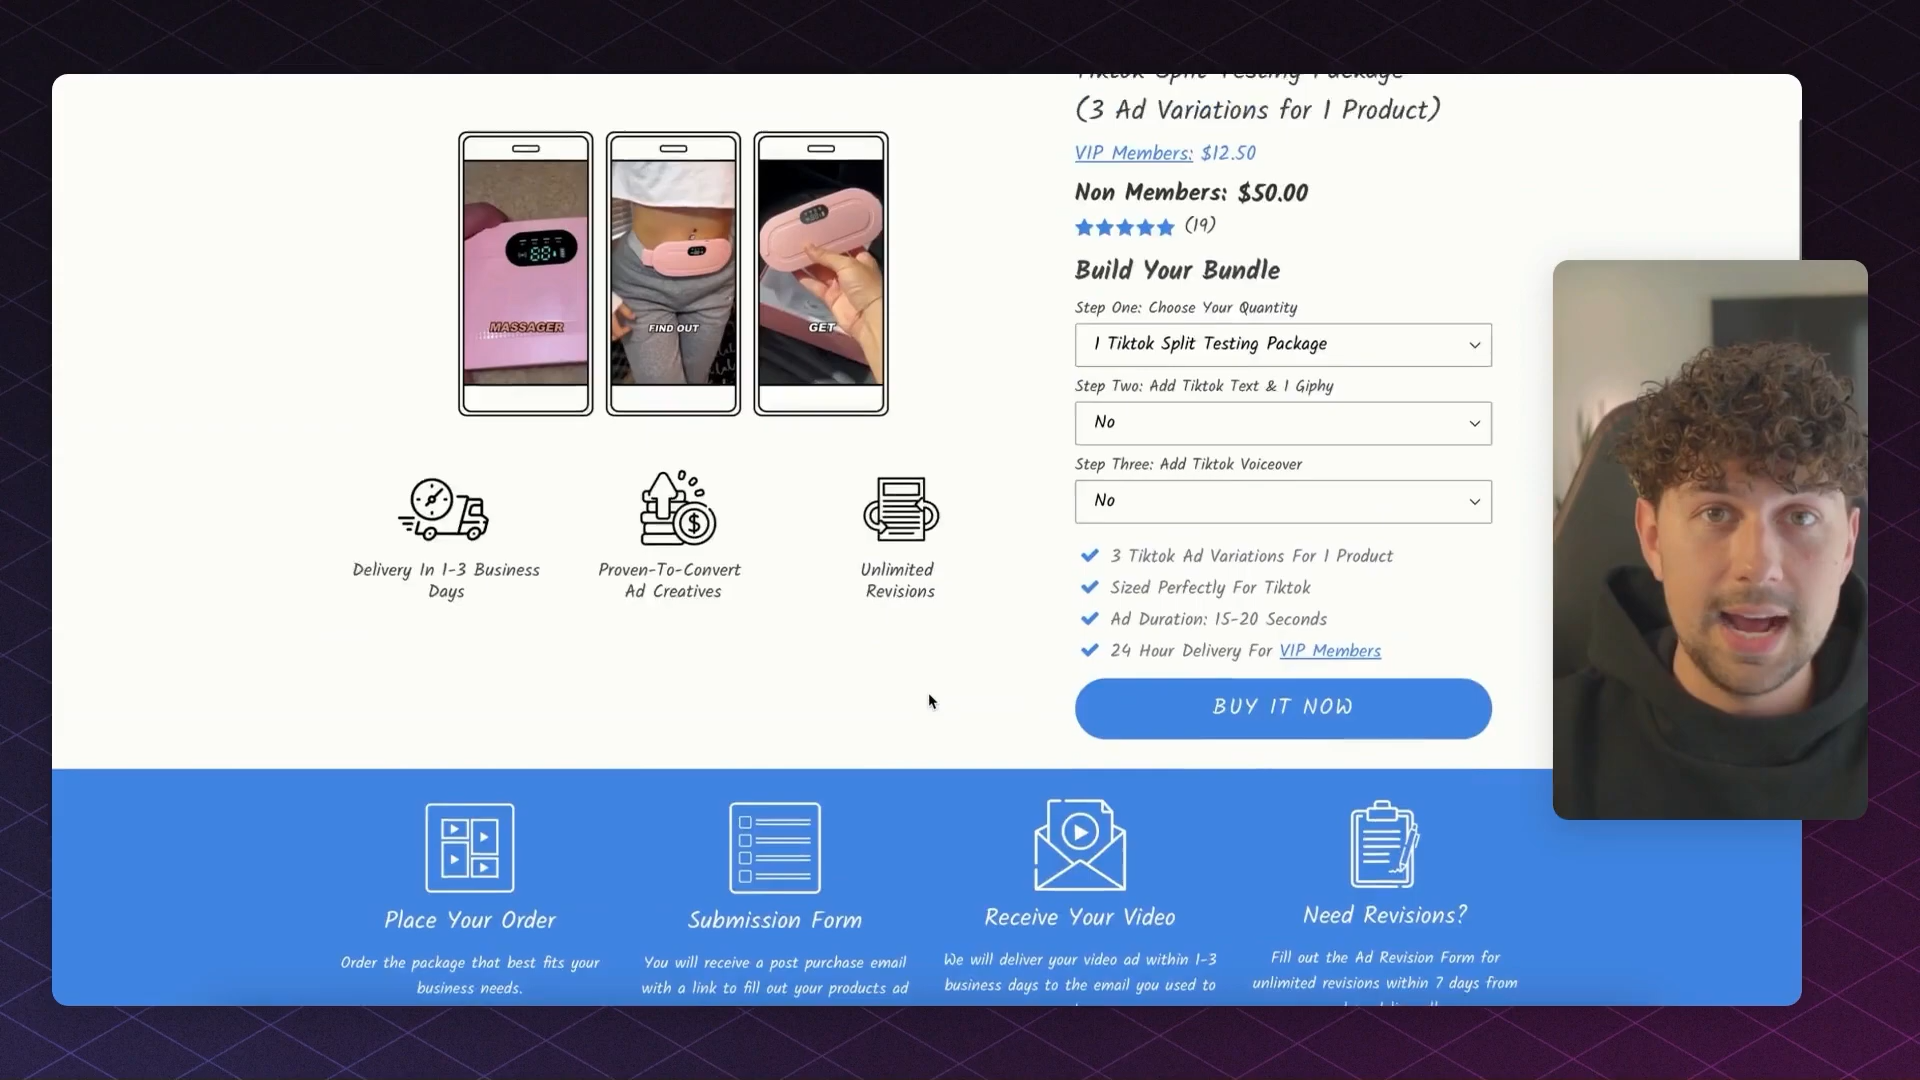 Tiktok Split Testing Package
(3 Ad Variations for 1 Product)
VIP Members: $12.50
Non Members: $50.00
(19)
Build Your Bundle
Step One: Choose Your Quantity
1 Tiktok Split Testing Package
Step Two: Add Tiktok Text & 1 Giphy
No
Step Three: Add Tiktok Voiceover
No
3 Tiktok Ad Variations For 1 Product
Sized Perfectly For Tiktok
Ad Duration: 15-20 Seconds
24 Hour Delivery For VIP Members
BUY IT NOW
MASSAGER
FIND OUT
GET
Delivery In 1-3 Business
Days
Proven-To-Convert
Ad Creatives
Unlimited
Revisions
Place Your Order
Order the package that best fits your
business needs.
Submission Form
You will receive a post purchase email
with a link to fill out your products ad
Receive Your Video
We will deliver your video ad within 1-3
business days to the email you used to
Need Revisions?
Fill out the Ad Revision Form for
unlimited revisions within 7 days from